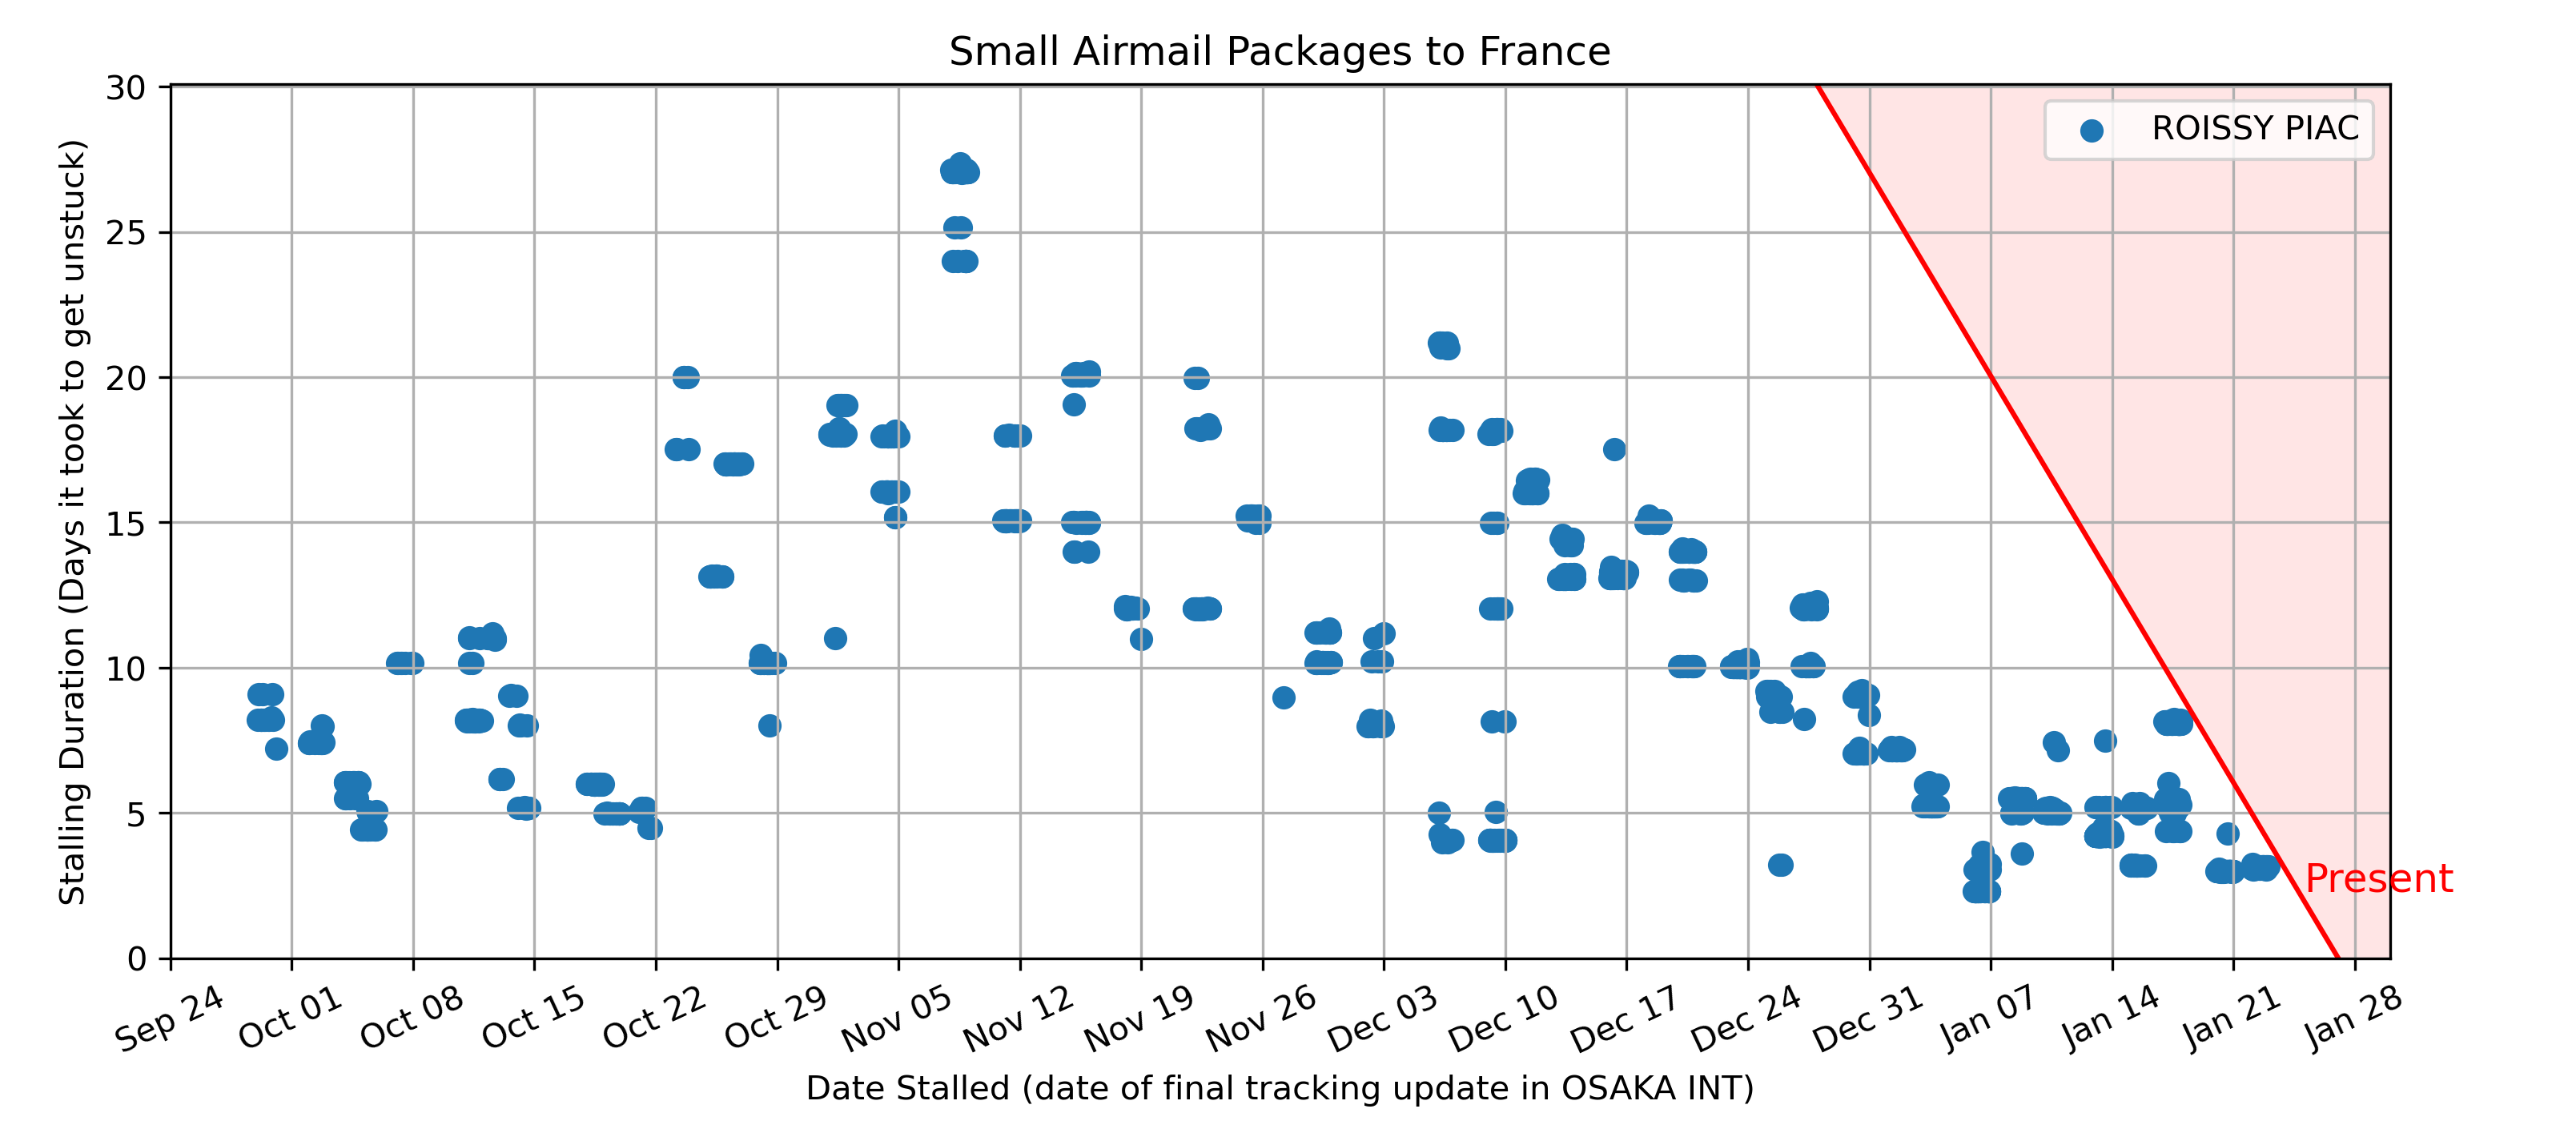 Small Airmail Packages to France
30
25
20
15
10
5
0
Stalling Duration (Days it took to get unstuck)
ROISSY PIAC
Present
Sep 24
Oct 01
Oct 08
Oct 15
Oct 22
Oct 29
Nov 05
Nov 12
Nov 19
Nov 26
Dec 03
Dec 10
Dec 17
Dec 24
Dec 31
Jan 07
Jan 14
Jan 21
Jan 28
Date Stalled (date of final tracking update in OSAKA INT)